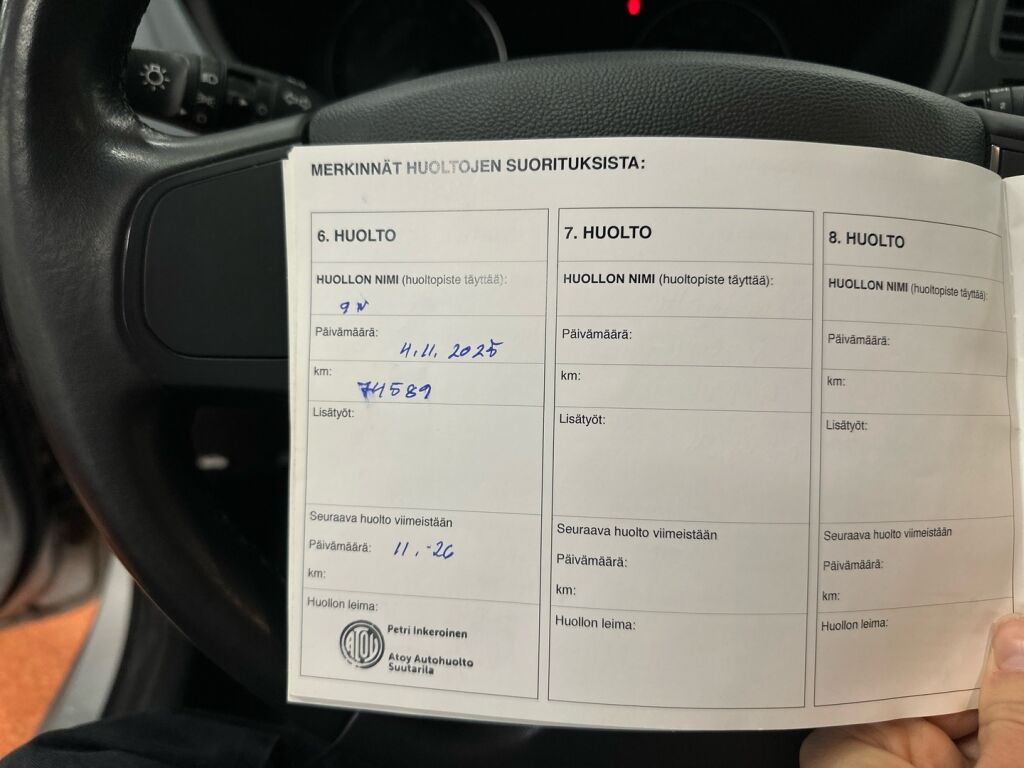 MERKINNÄT HUOLTOJEN SUORITUKSISTA:
6. HUOLTO
HUOLLON NIMI (huoltopiste täyttää):
Päivämäärä: 4.11. 2025
km: 74589
Lisätyöt:
Seuraava huolto viimeistään
Päivämäärä: 11.-26
km:
Huollon leima:
ATOY
Petri Inkeroinen
Atoy Autohuolto
Suutarila
7. HUOLTO
HUOLLON NIMI (huoltopiste täyttää):
Päivämäärä:
km:
Lisätyöt:
Seuraava huolto viimeistään
Päivämäärä:
km:
Huollon leima:
8. HUOLTO
HUOLLON NIMI (huoltopiste täyttää):
Päivämäärä:
km:
Lisätyöt:
Seuraava huolto viimeistään
Päivämäärä:
km:
Huollon leima: